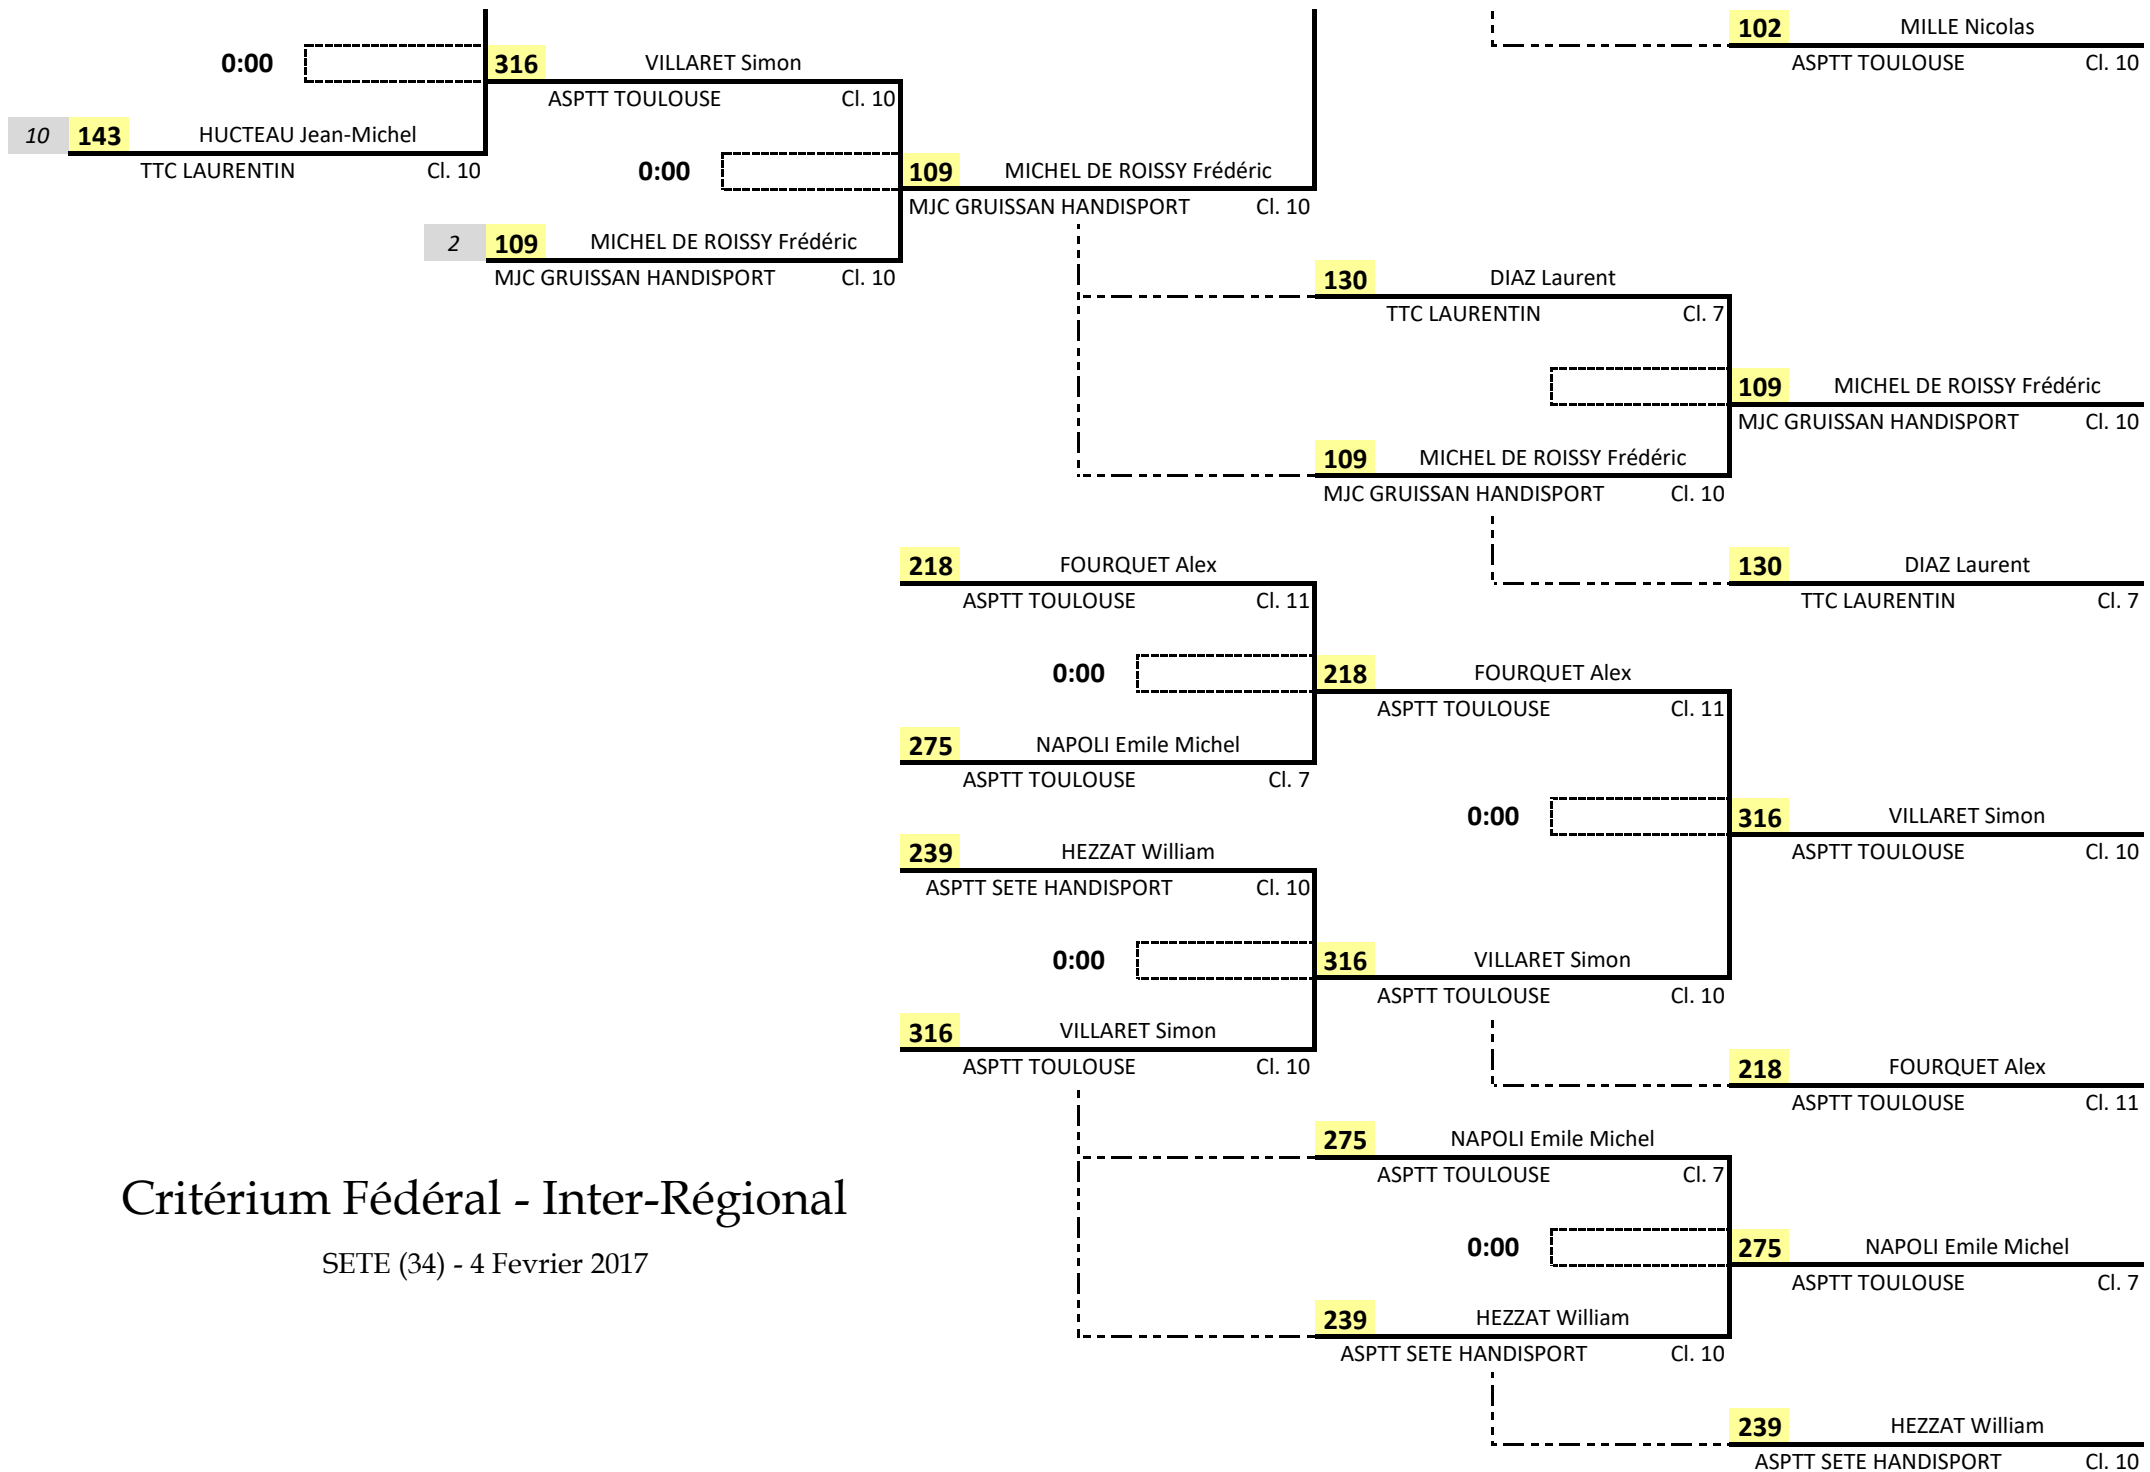 102 MILLE Nicolas
0:00 316 VILLARET Simon ASPTT TOULOUSE Cl. 10
ASPTT TOULOUSE Cl. 10
10 143 HUCTEAU Jean-Michel
TTC LAURENTIN Cl. 10 0:00 109 MICHEL DE ROISSY Frédéric
MJC GRUISSAN HANDISPORT Cl. 10
2 109 MICHEL DE ROISSY Frédéric
MJC GRUISSAN HANDISPORT Cl. 10 130 DIAZ Laurent
TTC LAURENTIN Cl. 7
109 MICHEL DE ROISSY Frédéric
MJC GRUISSAN HANDISPORT Cl. 10
109 MICHEL DE ROISSY Frédéric
MJC GRUISSAN HANDISPORT Cl. 10
218 FOURQUET Alex 130 DIAZ Laurent
ASPTT TOULOUSE Cl. 11 TTC LAURENTIN Cl. 7
0:00 218 FOURQUET Alex
ASPTT TOULOUSE Cl. 11
275 NAPOLI Emile Michel
ASPTT TOULOUSE Cl. 7
0:00 316 VILLARET Simon
239 HEZZAT William ASPTT TOULOUSE Cl. 10
ASPTT SETE HANDISPORT Cl. 10
0:00 316 VILLARET Simon
ASPTT TOULOUSE Cl. 10
316 VILLARET Simon
ASPTT TOULOUSE Cl. 10 218 FOURQUET Alex
ASPTT TOULOUSE Cl. 11
275 NAPOLI Emile Michel
ASPTT TOULOUSE Cl. 7
Critérium Fédéral - Inter-Régional
0:00 275 NAPOLI Emile Michel
SETE (34) - 4 Fevrier 2017
ASPTT TOULOUSE Cl. 7
239 HEZZAT William
ASPTT SETE HANDISPORT Cl. 10
239 HEZZAT William
ASPTT SETE HANDISPORT Cl. 10